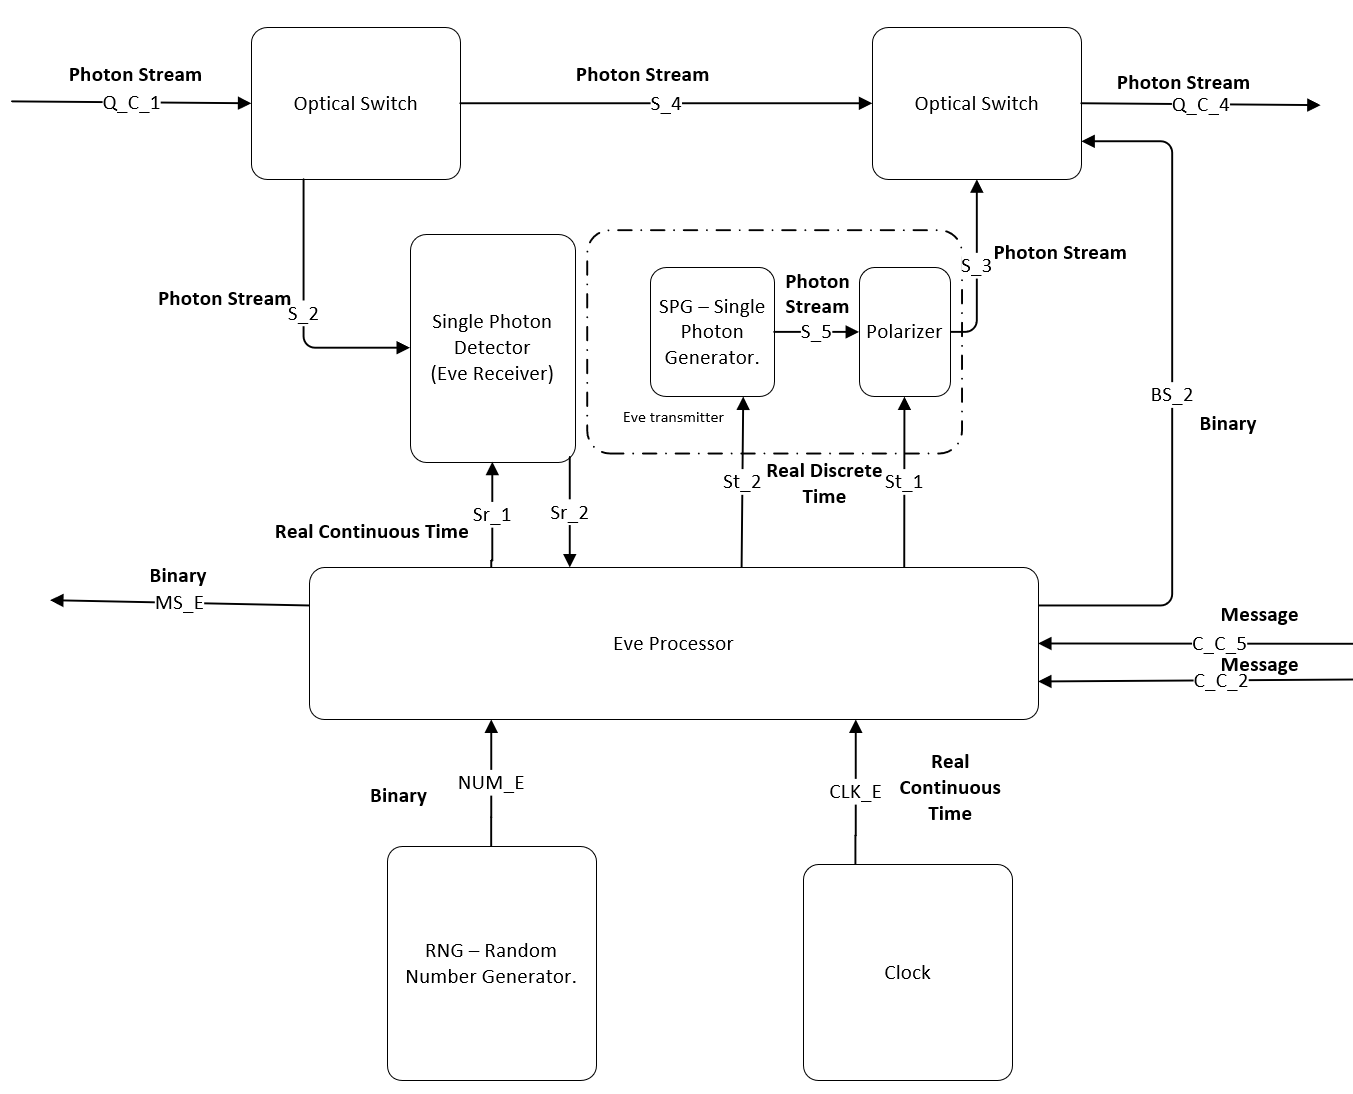 Photon Stream
Q_C_1
Optical Switch
Photon Stream
S_4
Optical Switch
Photon Stream
Q_C_4
Photon Stream
S_2
Single Photon
Detector
(Eve Receiver)
SPG – Single
Photon
Generator.
Photon
Stream
S_5
Polarizer
S_3
Photon Stream
Eve transmitter
BS_2
Binary
Real Continuous Time
Sr_1
Sr_2
St_2
Real Discrete
Time
St_1
Binary
MS_E
Eve Processor
Message
C_C_5
Message
C_C_2
Binary
NUM_E
CLK_E
Real
Continuous
Time
RNG – Random
Number Generator.
Clock